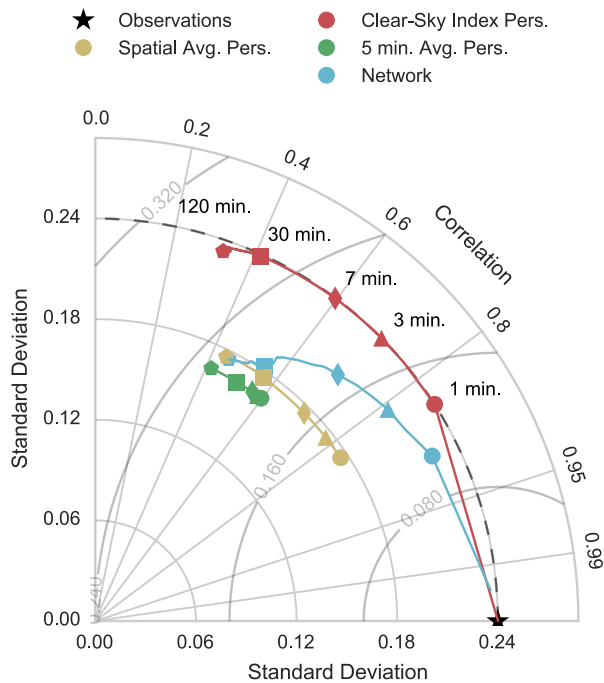 Observations
Clear-Sky Index Pers.
Spatial Avg. Pers.
5 min. Avg. Pers.
Network
0.0
0.2
0.4
0.6
0.8
0.95
0.99
Correlation
0.320
120 min.
30 min.
7 min.
3 min.
1 min.
0.160
0.080
0.24
0.18
0.12
0.06
0.00
Standard Deviation
0.00
0.06
0.12
0.18
0.24
Standard Deviation